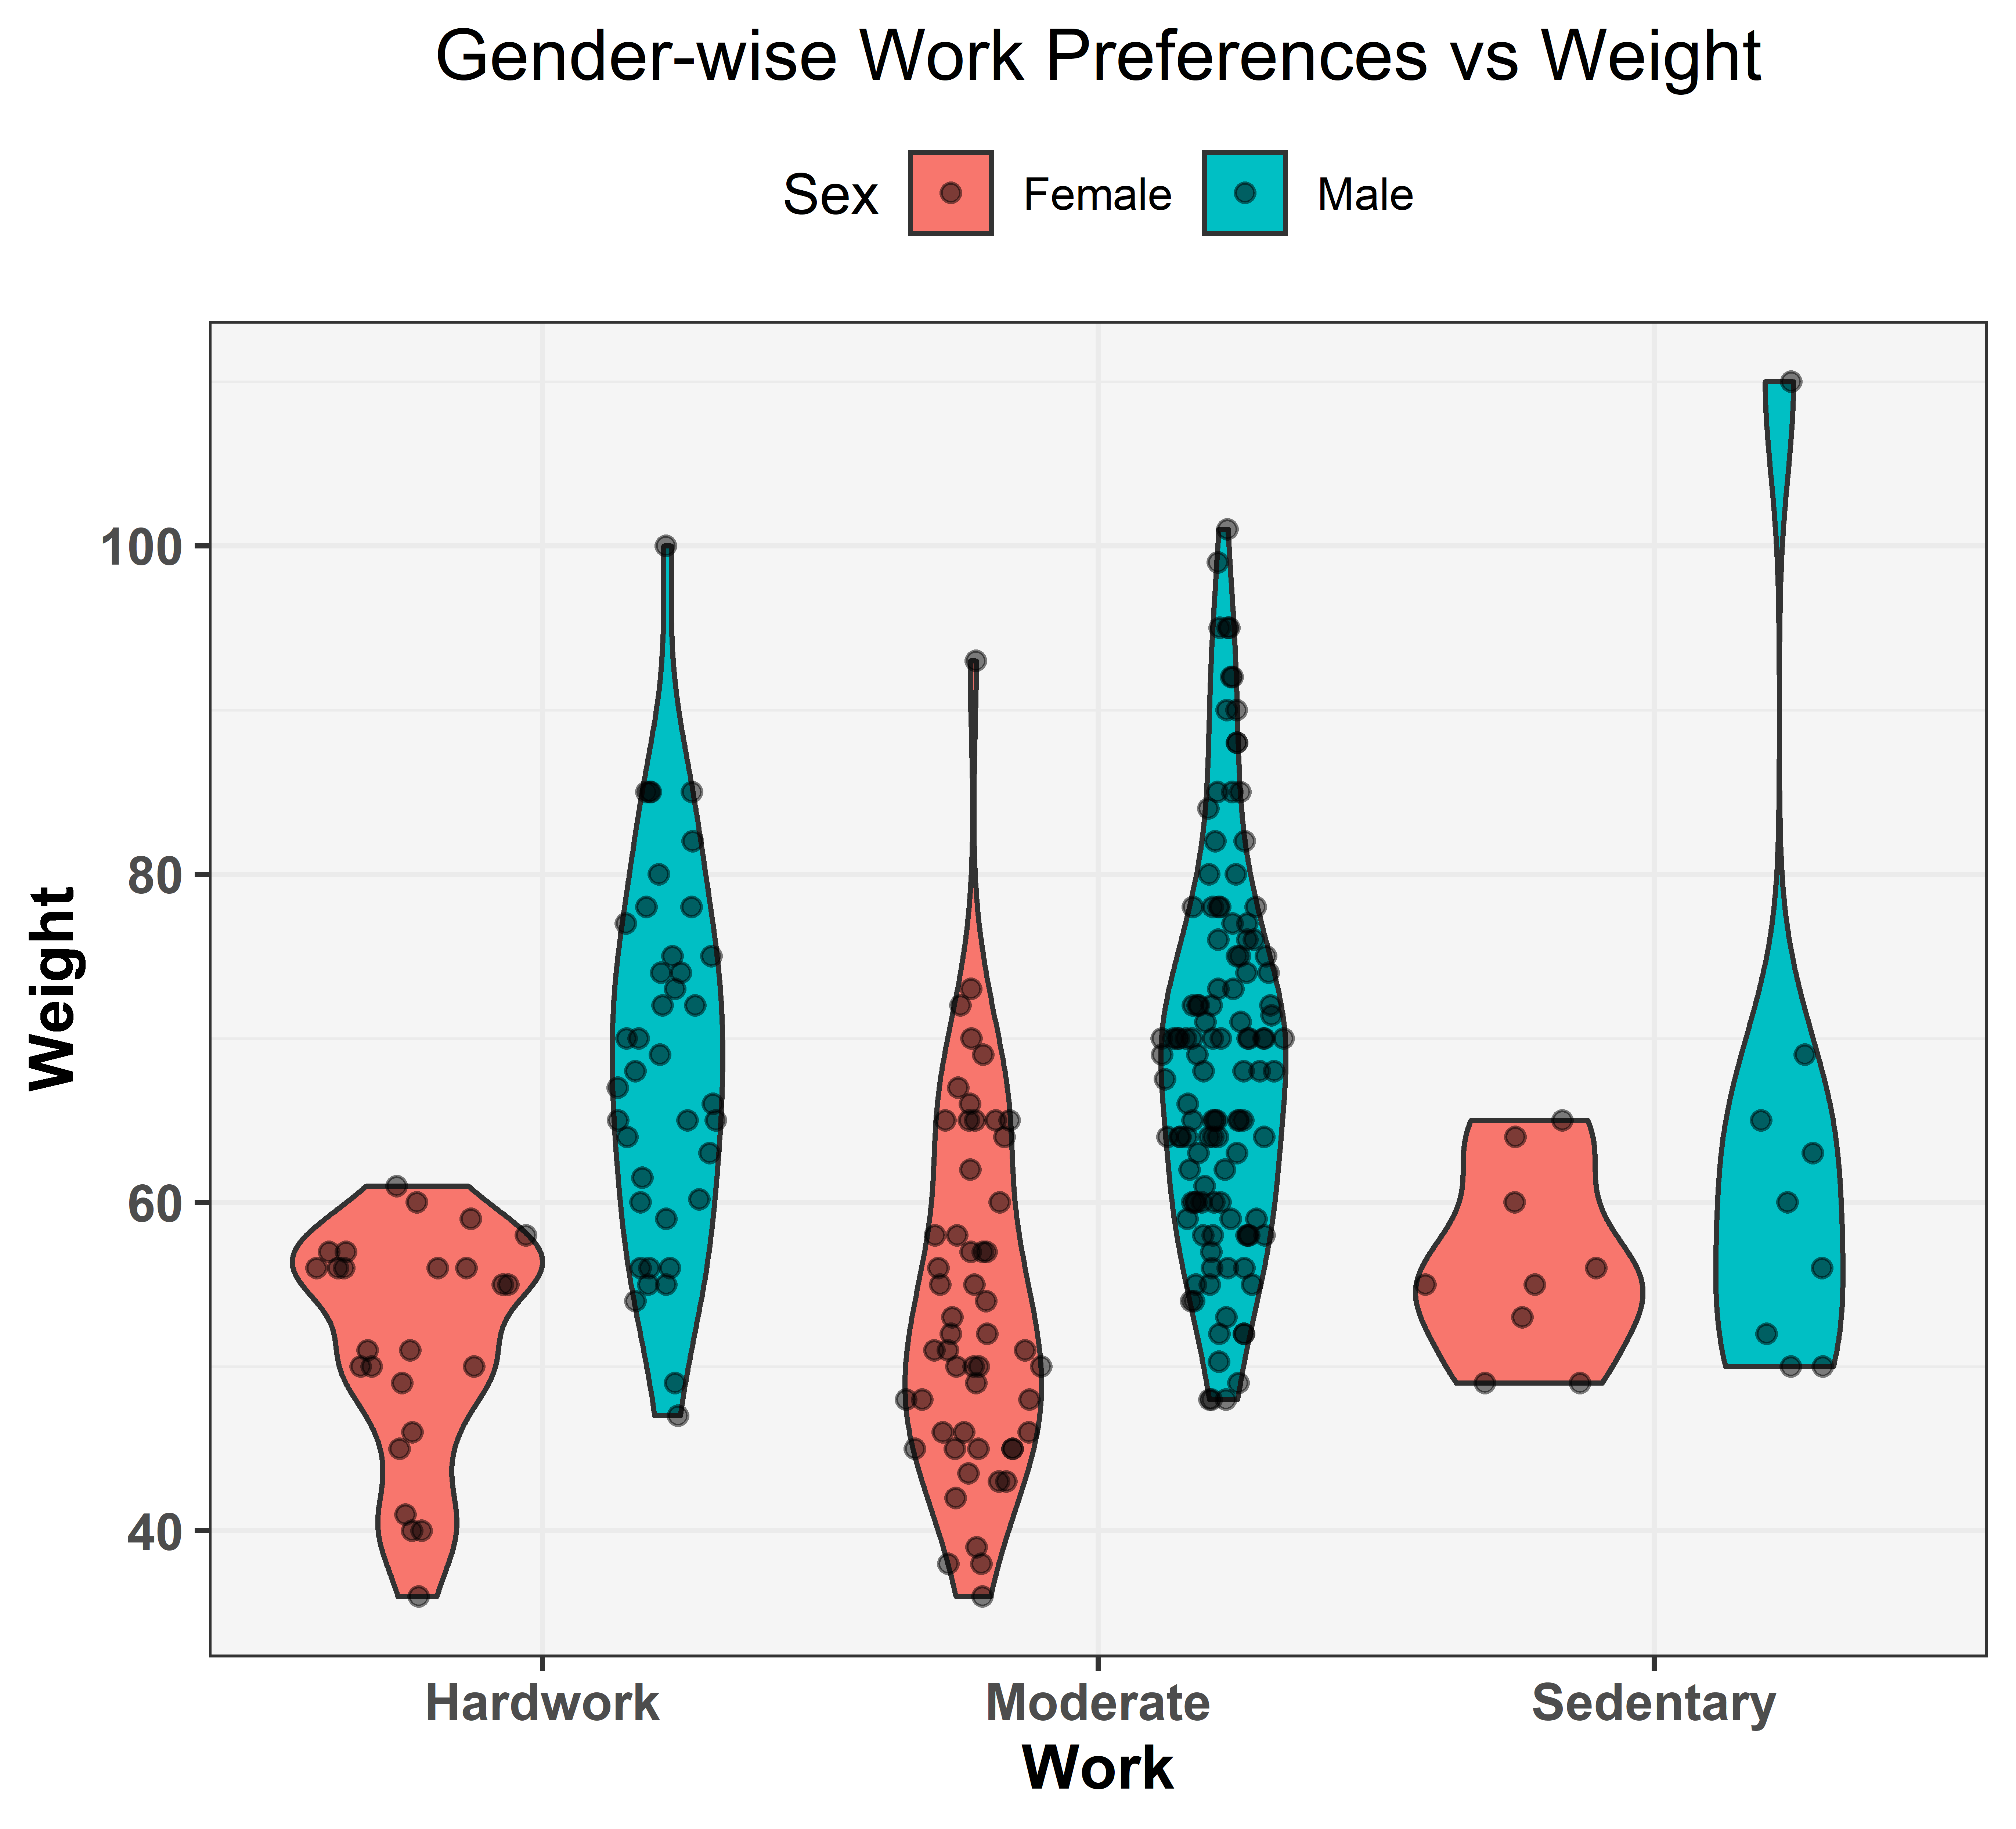 Gender-wise Work Preferences vs Weight
Sex Female Male
100
80
60
40
Weight
Hardwork Moderate Sedentary
Work